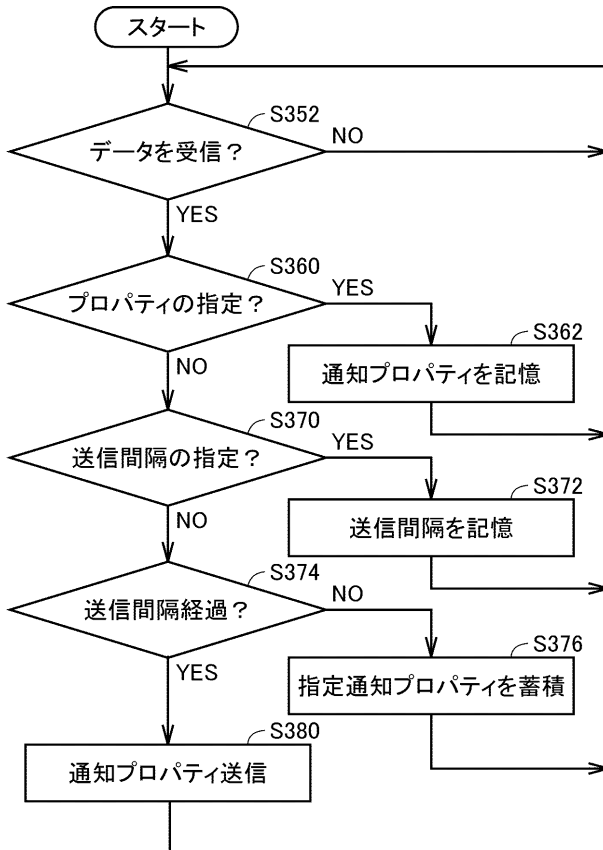 スタート
S352
データを受信？
NO
YES
S360
プロパティの指定？
YES
NO
S362
通知プロパティを記憶
S370
送信間隔の指定？
YES
NO
S372
送信間隔を記憶
S374
送信間隔経過？
NO
YES
S376
指定通知プロパティを蓄積
S380
通知プロパティ送信